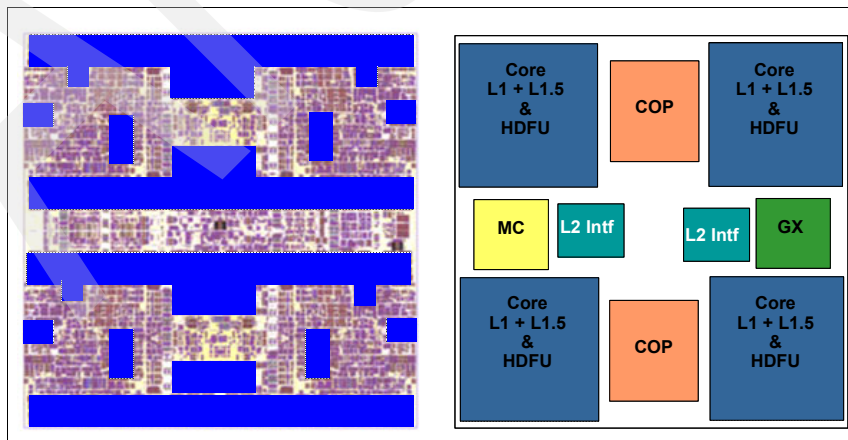 Core
L1 + L1.5
&
HDFU
COP
Core
L1 + L1.5
&
HDFU
MC
L2 Intf
L2 Intf
GX
Core
L1 + L1.5
&
HDFU
COP
Core
L1 + L1.5
&
HDFU